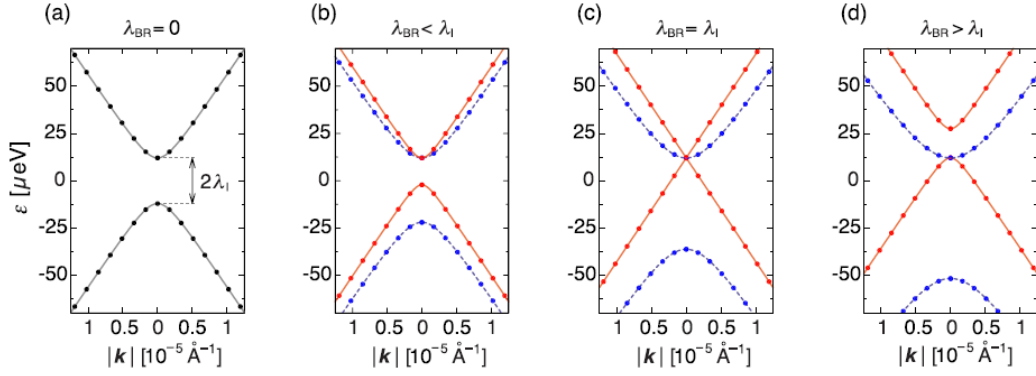 (a) (b) (c) (d)
λBR = 0 λBR < λI λBR = λI λBR > λI
ε [μeV]
50 50 50 50
25 25 25 25
0 0 0 0
-25 -25 -25 -25
-50 -50 -50 -50
2λI
1 0.5 0 0.5 1 1 0.5 0 0.5 1 1 0.5 0 0.5 1 1 0.5 0 0.5 1
|k| [10⁻⁵ Å⁻¹] |k| [10⁻⁵ Å⁻¹] |k| [10⁻⁵ Å⁻¹] |k| [10⁻⁵ Å⁻¹]